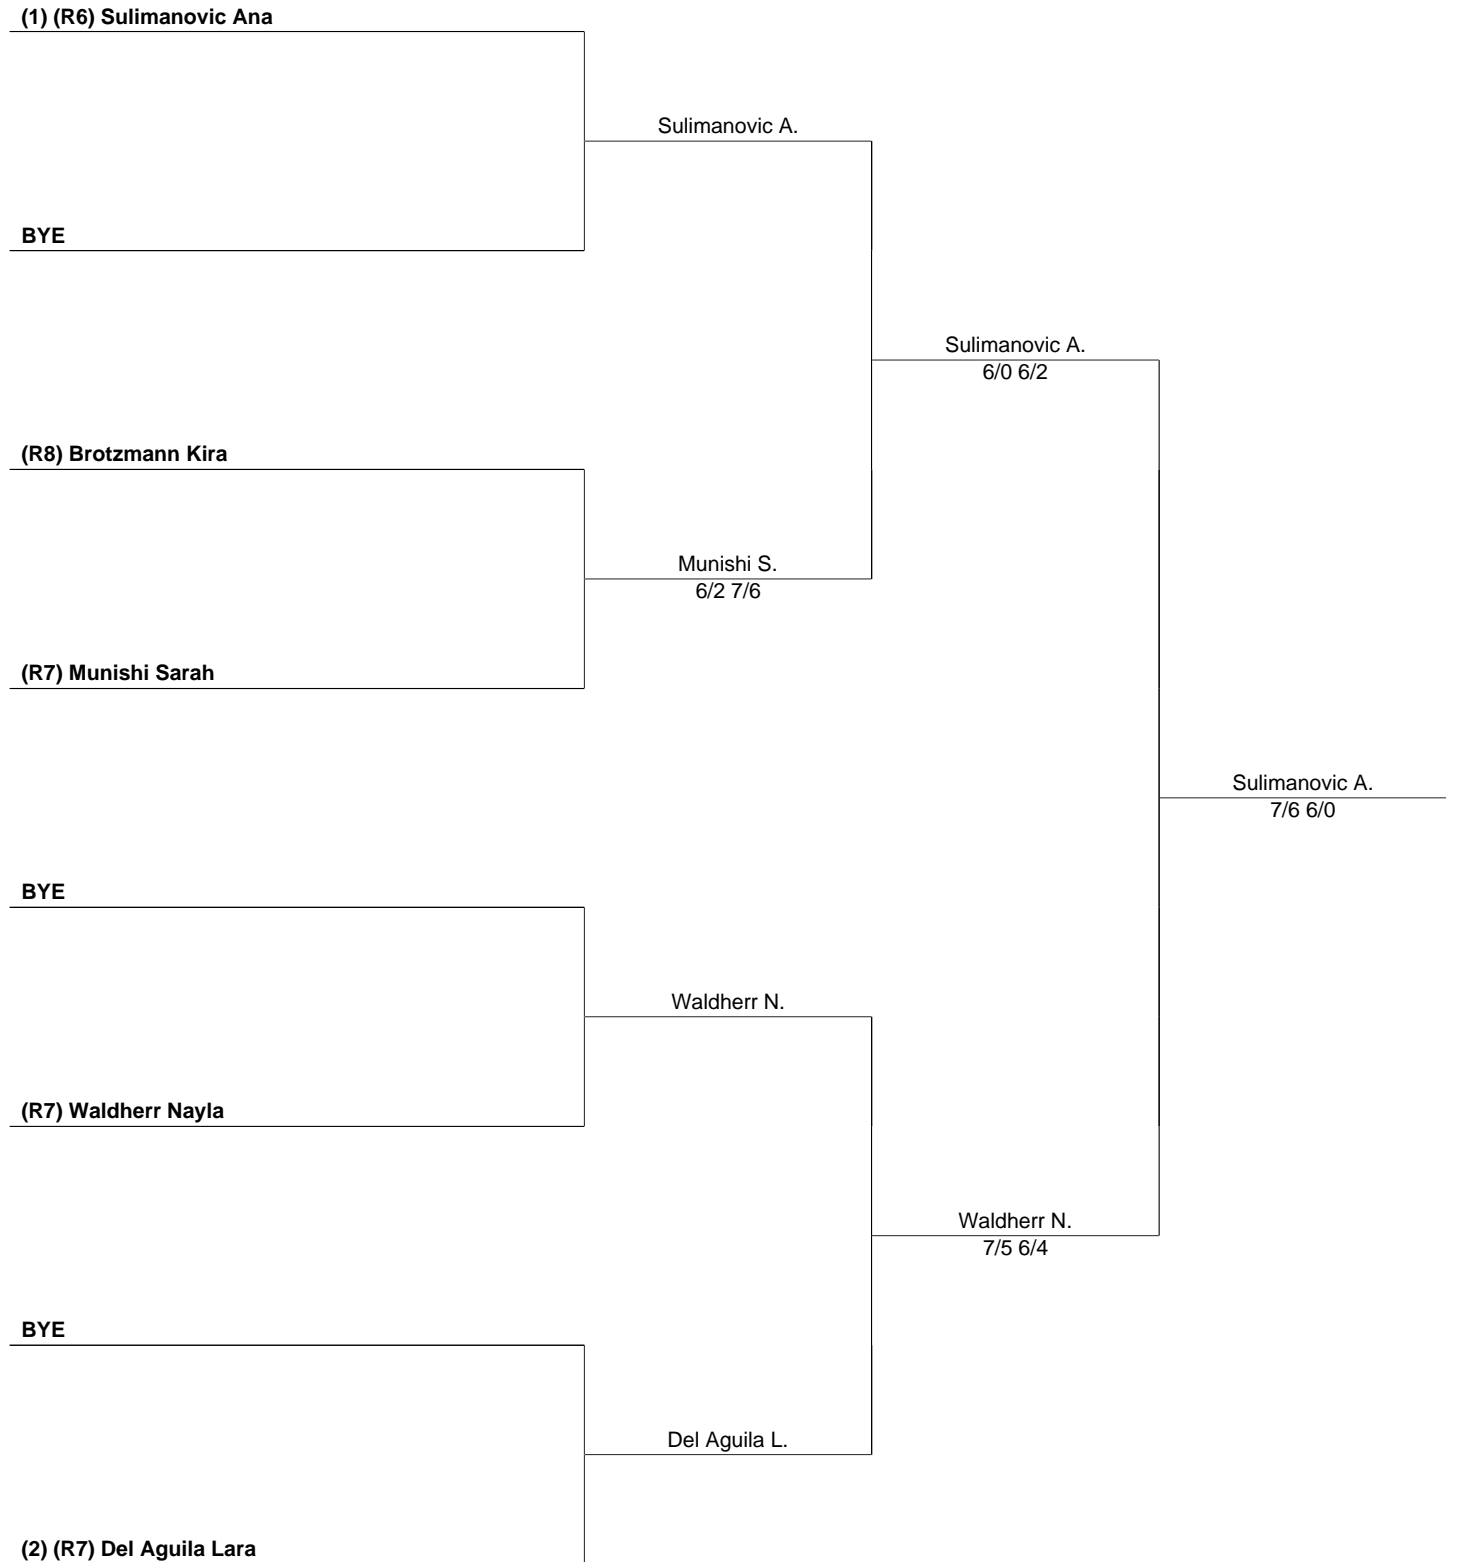 (1) (R6) Sulimanovic Ana
Sulimanovic A.
BYE
Sulimanovic A.
6/0 6/2
(R8) Brotzmann Kira
Munishi S.
6/2 7/6
(R7) Munishi Sarah
Sulimanovic A.
7/6 6/0
BYE
Waldherr N.
(R7) Waldherr Nayla
Waldherr N.
7/5 6/4
BYE
Del Aguila L.
(2) (R7) Del Aguila Lara